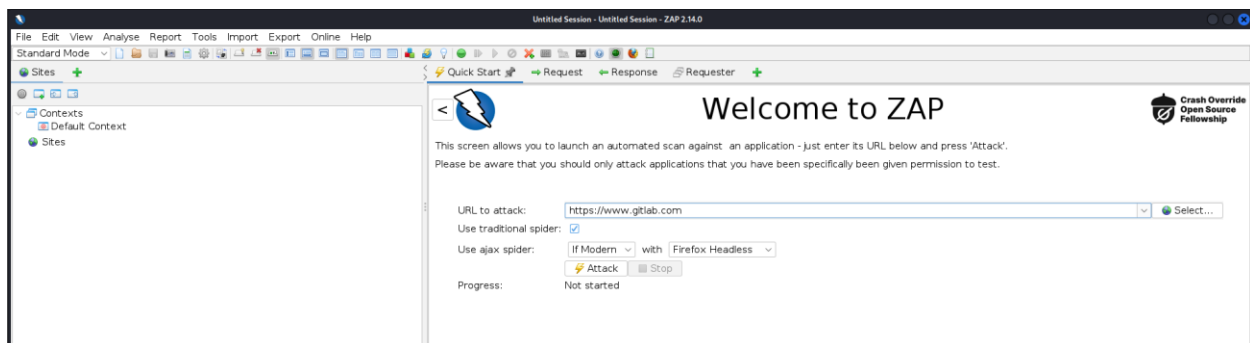 Untitled Session - Untitled Session - ZAP 2.14.0
File Edit View Analyse Report Tools Import Export Online Help
Standard Mode
Sites
Quick Start Request Response Requester
<
Welcome to ZAP
Crash Override
Open Source
Fellowship
Contexts
Default Context
Sites
This screen allows you to launch an automated scan against an application - just enter its URL below and press 'Attack'.
Please be aware that you should only attack applications that you have been specifically been given permission to test.
URL to attack: https://www.gitlab.com Select...
Use traditional spider:
Use ajax spider: If Modern with Firefox Headless
Attack Stop
Progress: Not started